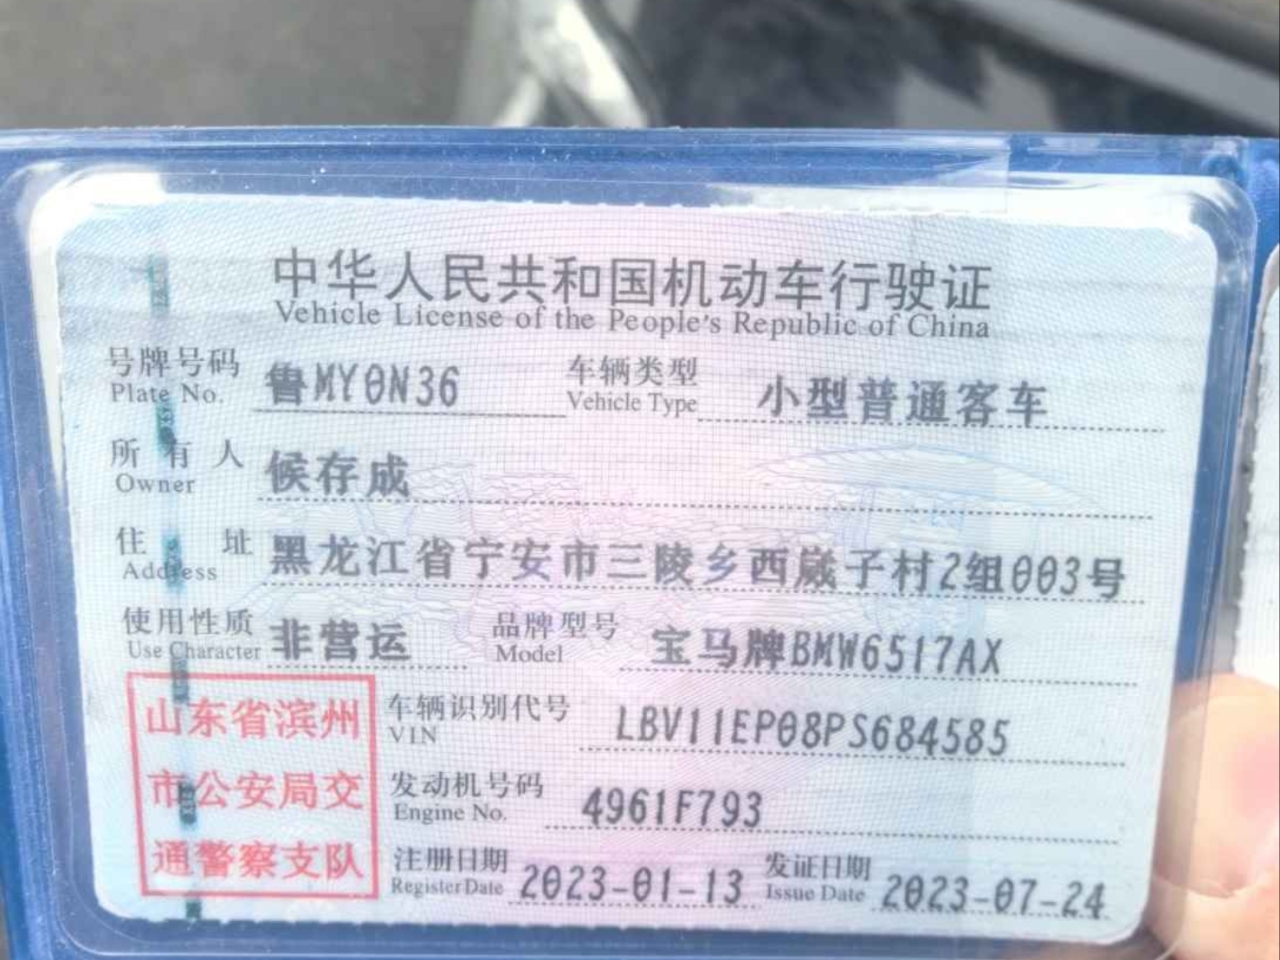 中华人民共和国机动车行驶证
Vehicle License of the People's Republic of China
号牌号码 鲁MY0N36 车辆类型 小型普通客车
Plate No. Vehicle Type
所有人 候存成
Owner
住址 黑龙江省宁安市三陵乡西崴子村2组003号
Address
使用性质 非营运 品牌型号 宝马牌BMW6517AX
Use Character Model
山东省滨州
市公安局交
通警察支队
车辆识别代号 LBV11EP08PS684585
VIN
发动机号码 4961F793
Engine No.
注册日期 2023-01-13 发证日期 2023-07-24
Register Date Issue Date